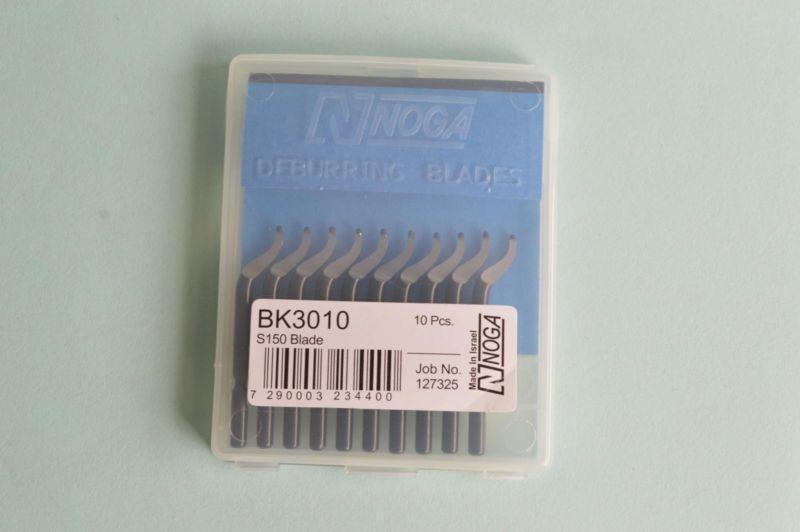 NOGA
DEBURRING BLADES
BK3010
10 Pcs.
S150 Blade
Job No.
127325
7 290003 234400
Made In Israel
NOGA